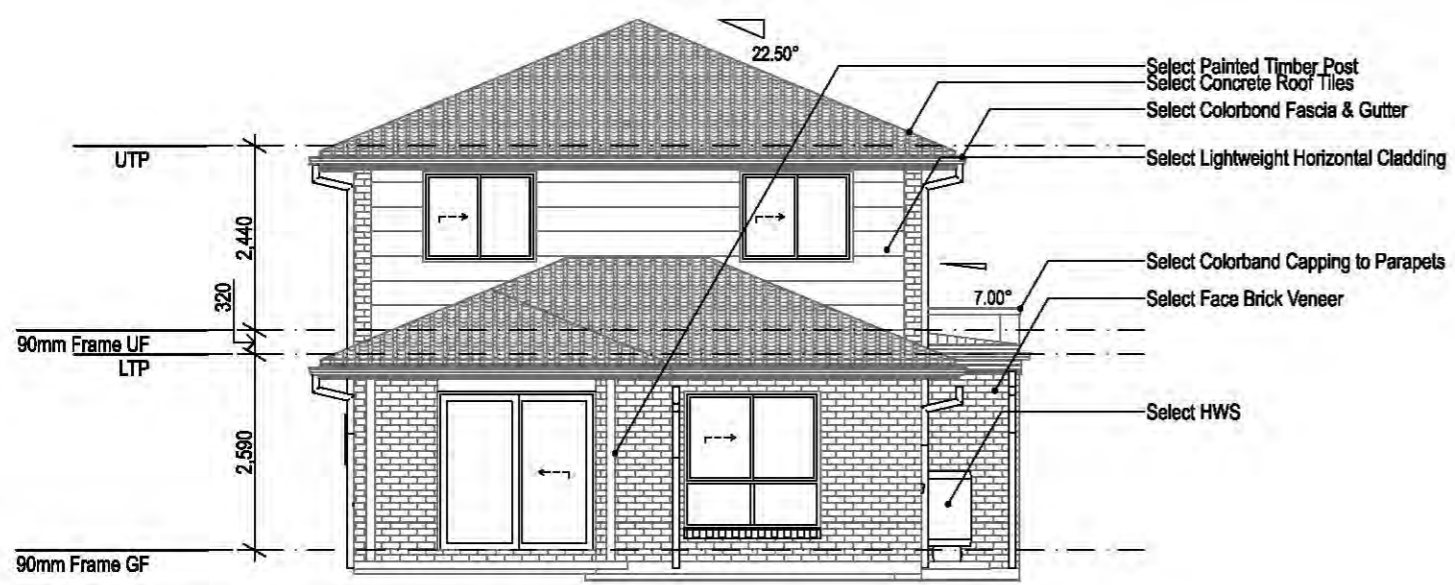 22.50°
Select Painted Timber Post
Select Concrete Roof Tiles
Select Colorbond Fascia & Gutter
Select Lightweight Horizontal Cladding
UTP
2,440
320
Select Colorband Capping to Parapets
7.00°
Select Face Brick Veneer
90mm Frame UF
LTP
Select HWS
2,590
90mm Frame GF